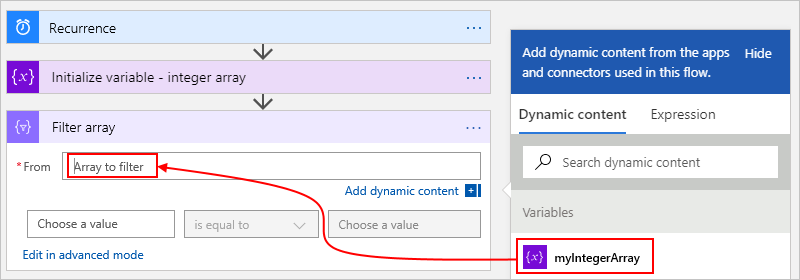 Recurrence
{x} Initialize variable - integer array
Filter array
* From Array to filter
Add dynamic content
Choose a value is equal to Choose a value
Edit in advanced mode
Add dynamic content from the apps
and connectors used in this flow.
Hide
Dynamic content Expression
Search dynamic content
Variables
{x} myIntegerArray